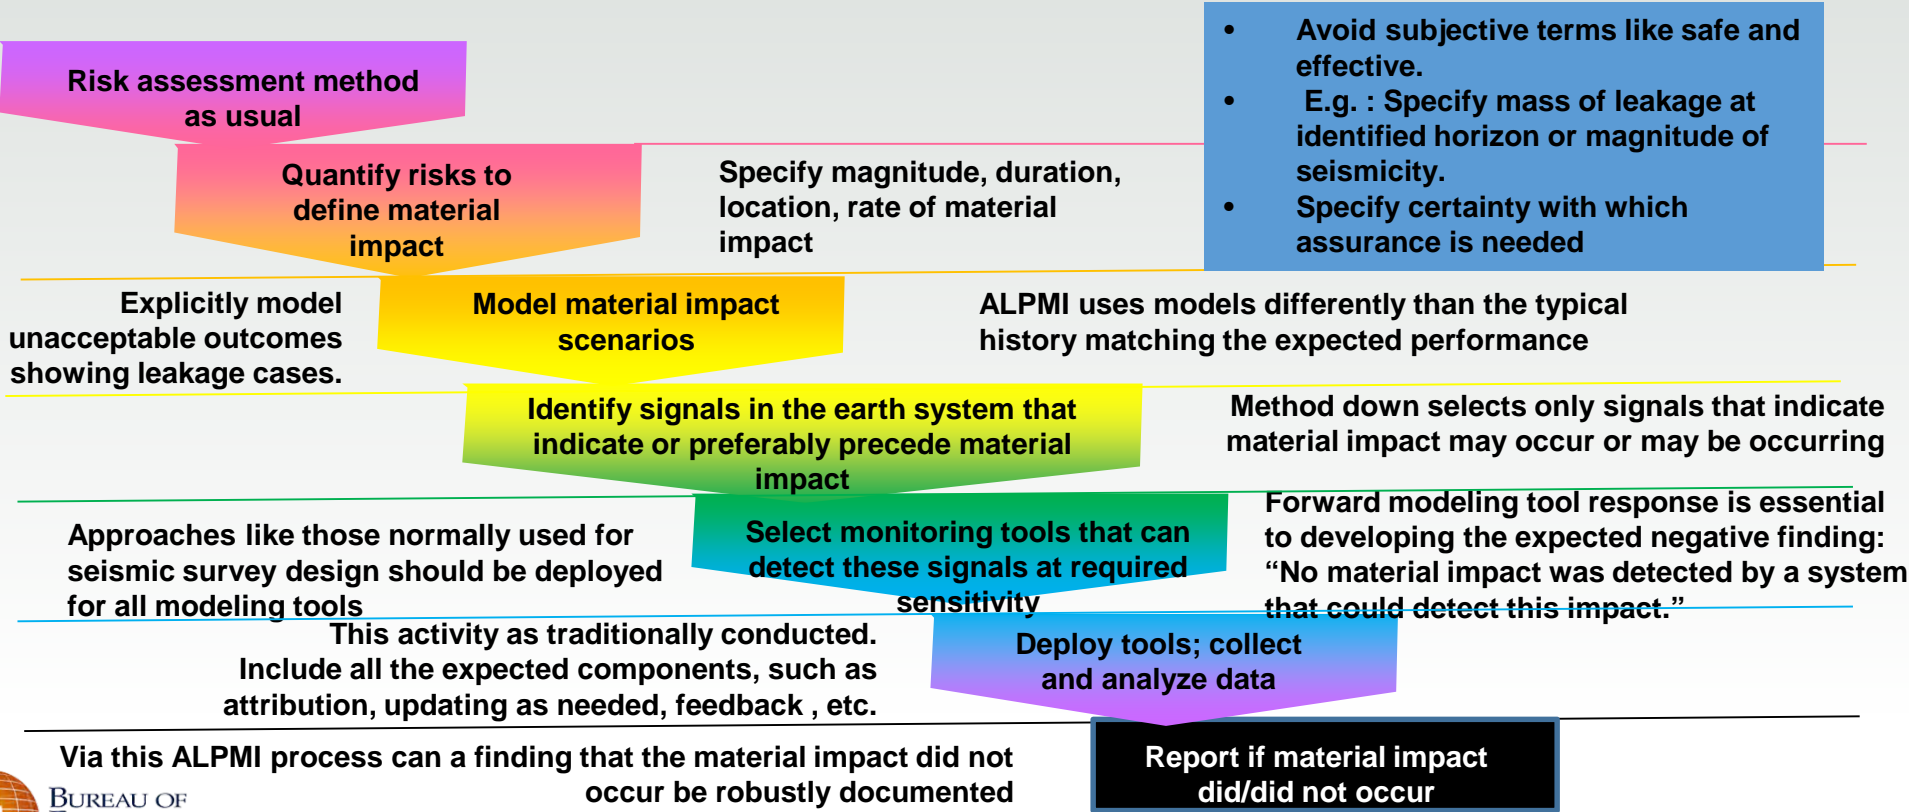 Risk assessment method
as usual
• Avoid subjective terms like safe and
effective.
• E.g. : Specify mass of leakage at
identified horizon or magnitude of
seismicity.
• Specify certainty with which
assurance is needed
Quantify risks to
define material
impact
Specify magnitude, duration,
location, rate of material
impact
Explicitly model
unacceptable outcomes
showing leakage cases.
Model material impact
scenarios
ALPMI uses models differently than the typical
history matching the expected performance
Identify signals in the earth system that
indicate or preferably precede material
impact
Method down selects only signals that indicate
material impact may occur or may be occurring
Approaches like those normally used for
seismic survey design should be deployed
for all modeling tools
Select monitoring tools that can
detect these signals at required
sensitivity
Forward modeling tool response is essential
to developing the expected negative finding:
“No material impact was detected by a system
that could detect this impact.”
This activity as traditionally conducted.
Include all the expected components, such as
attribution, updating as needed, feedback , etc.
Deploy tools; collect
and analyze data
Via this ALPMI process can a finding that the material impact did not
occur be robustly documented
Report if material impact
did/did not occur
BUREAU OF